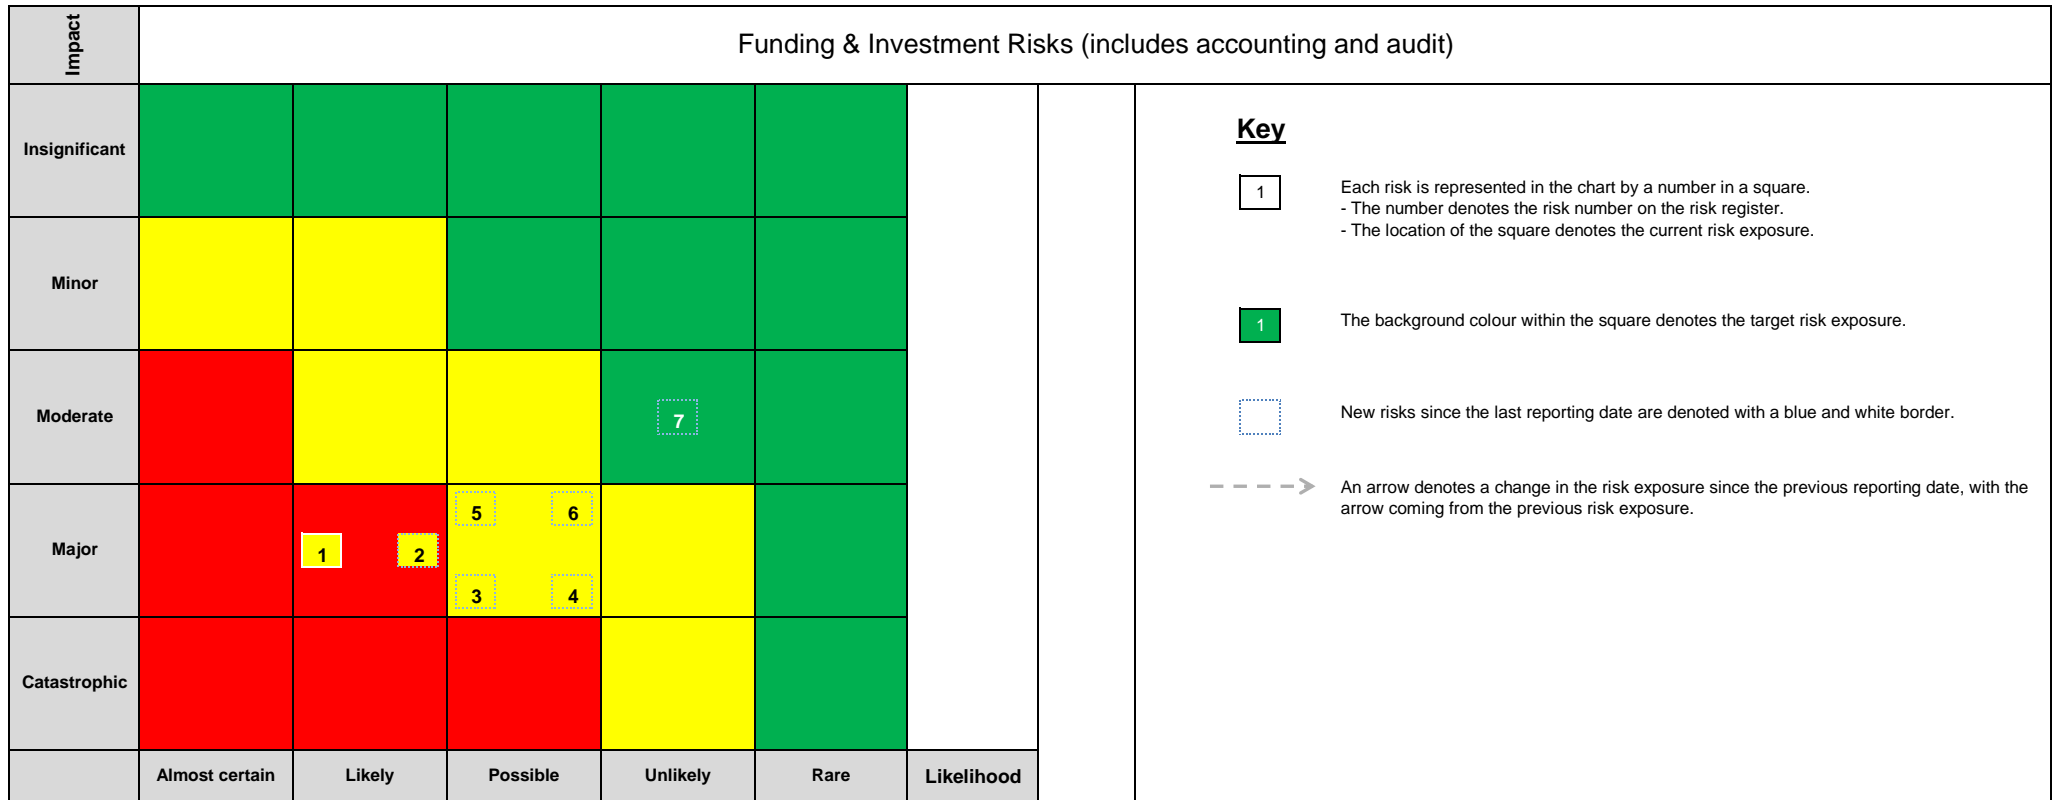 Impact
Funding & Investment Risks (includes accounting and audit)
Insignificant
Minor
Moderate
7
Major
5
6
1
2
3
4
Catastrophic
Almost certain
Likely
Possible
Unlikely
Rare
Likelihood
Key
1
Each risk is represented in the chart by a number in a square.
- The number denotes the risk number on the risk register.
- The location of the square denotes the current risk exposure.
1
The background colour within the square denotes the target risk exposure.
New risks since the last reporting date are denoted with a blue and white border.
An arrow denotes a change in the risk exposure since the previous reporting date, with the
arrow coming from the previous risk exposure.